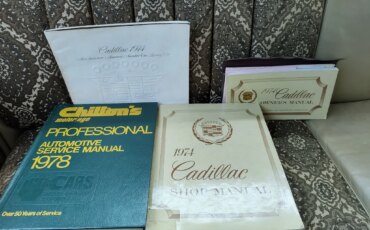 Cadillac 1974
1974 Cadillac
OWNER'S MANUAL
Chilton's
PROFESSIONAL
AUTOMOTIVE
SERVICE MANUAL
1978
Over 50 Years of Service
1974
Cadillac
SHOP MANUAL